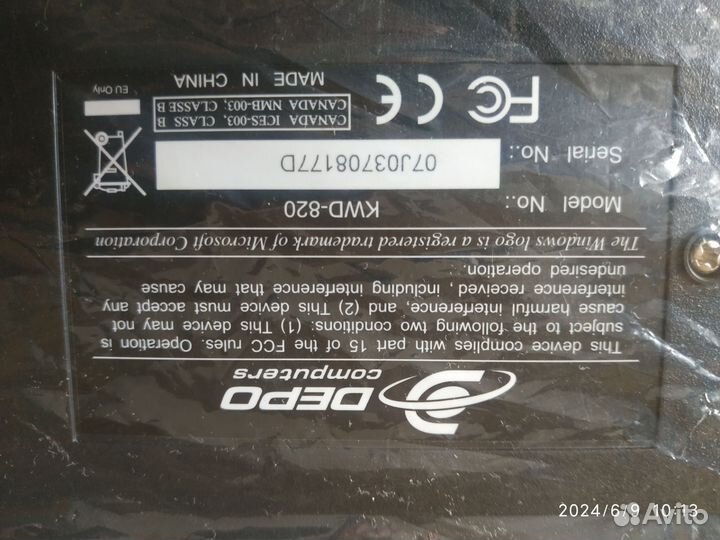 DEPO
computers
This device complies with part 15 of the FCC rules. Operation is
subject to the following two conditions: (1) This device may not
cause harmful interference, and (2) This device must accept any
interference received , including interference that may cause
undesired operation.
The Windows logo is a registered trademark of Microsoft Corporation
Model No.: KWD-820
Serial No.: 07J03708177D
FC CE
CANADA ICES-003, CLASS B
CANADA NMB-003, CLASSE B
MADE IN CHINA
EU Only
2024/6/9 10:13
Avito